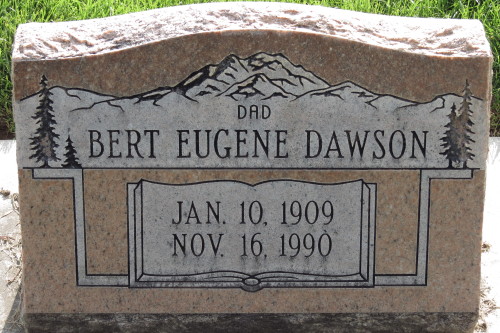 DAD
BERT EUGENE DAWSON
JAN. 10, 1909
NOV. 16, 1990